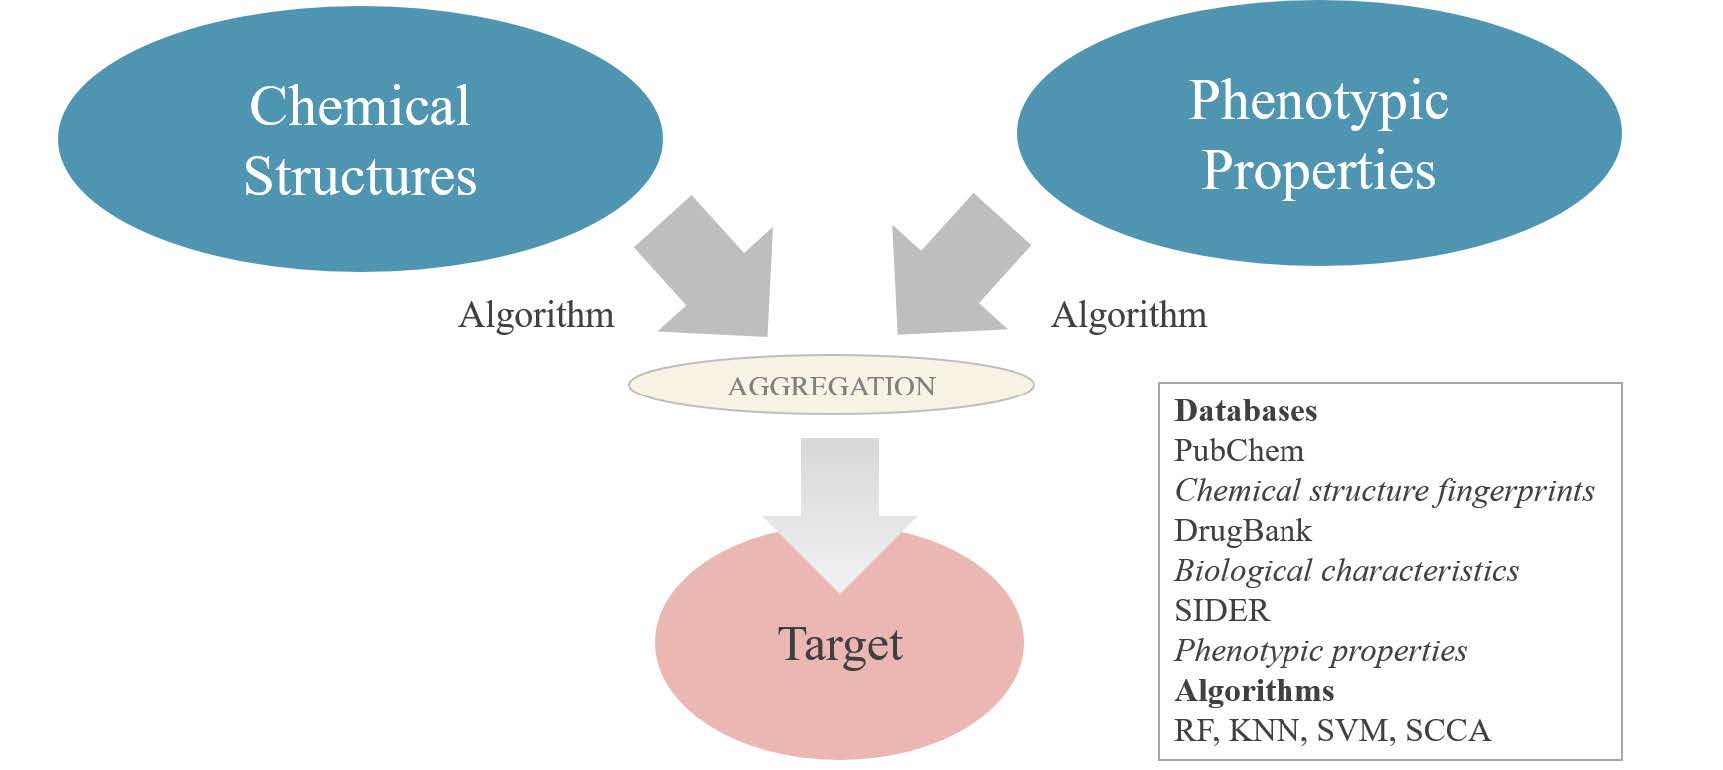 Chemical
Structures
Phenotypic
Properties
Algorithm
Algorithm
AGGREGATION
Target
Databases
PubChem
Chemical structure fingerprints
DrugBank
Biological characteristics
SIDER
Phenotypic properties
Algorithms
RF, KNN, SVM, SCCA